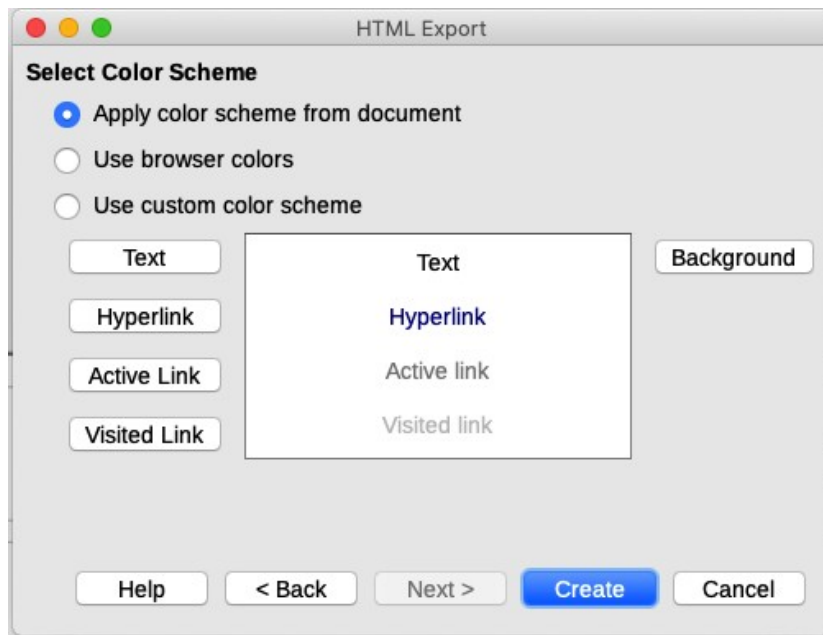 HTML Export
Select Color Scheme
Apply color scheme from document
Use browser colors
Use custom color scheme
Text
Text
Background
Hyperlink
Hyperlink
Active Link
Active link
Visited Link
Visited link
Help
< Back
Next >
Create
Cancel